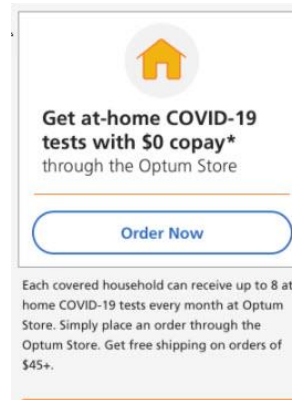 Get at-home COVID-19
tests with $0 copay*
through the Optum Store
Order Now
Each covered household can receive up to 8 at
home COVID-19 tests every month at Optum
Store. Simply place an order through the
Optum Store. Get free shipping on orders of
$45+.